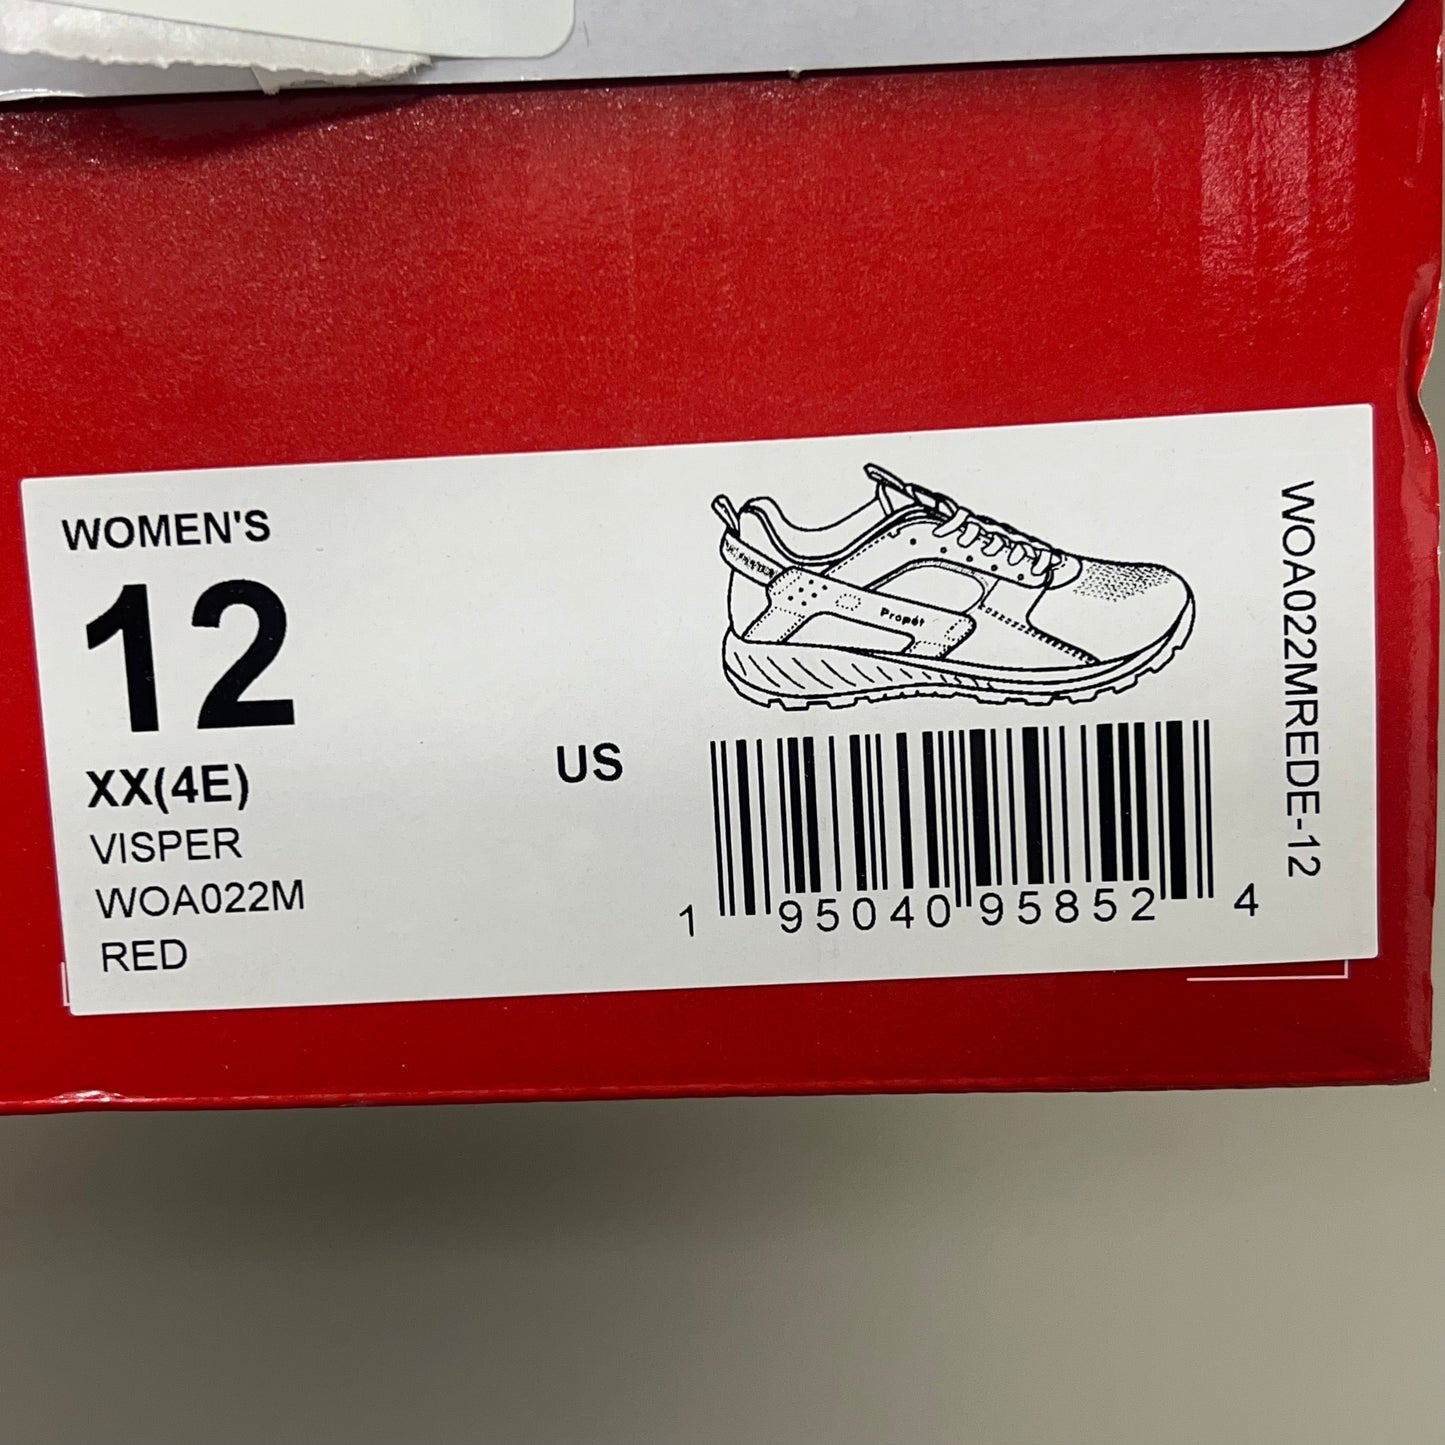 WOMEN'S
12
XX(4E)
VISPER
WOA022M
RED
US
Propét
1 95040 95852 4
WOA022MREDE-12